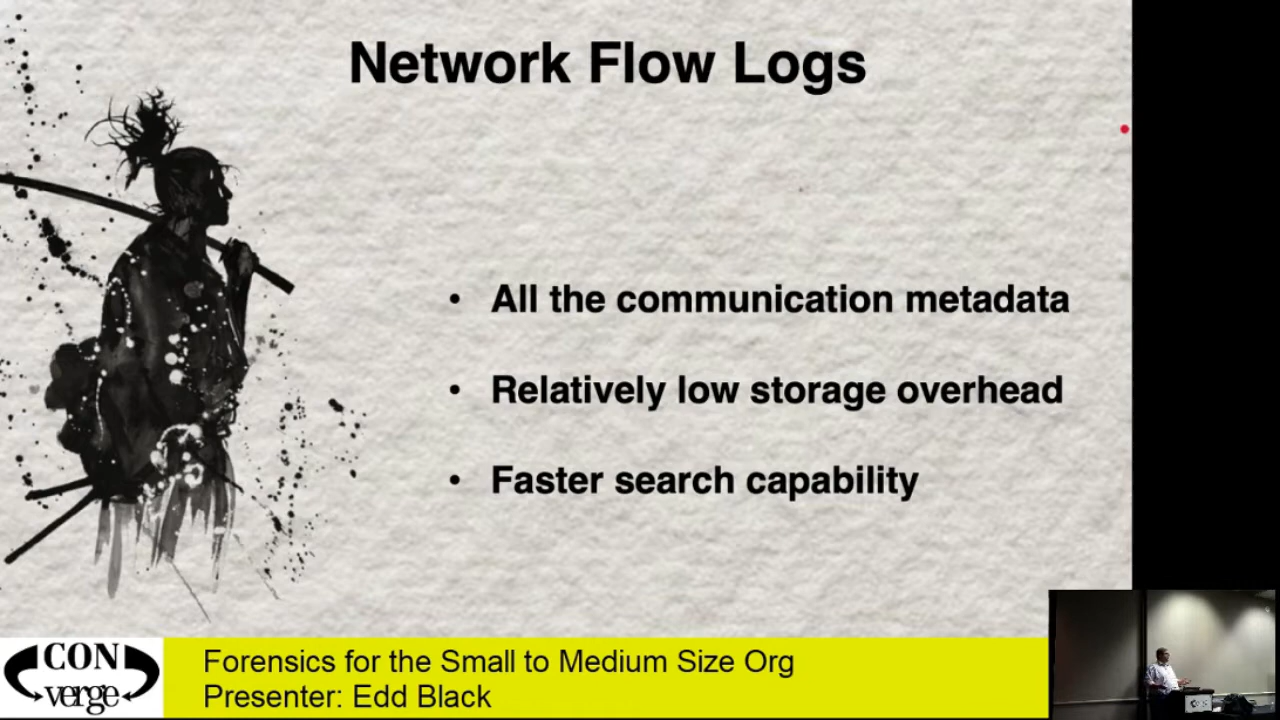 Network Flow Logs
• All the communication metadata
• Relatively low storage overhead
• Faster search capability
CON
verge
Forensics for the Small to Medium Size Org
Presenter: Edd Black